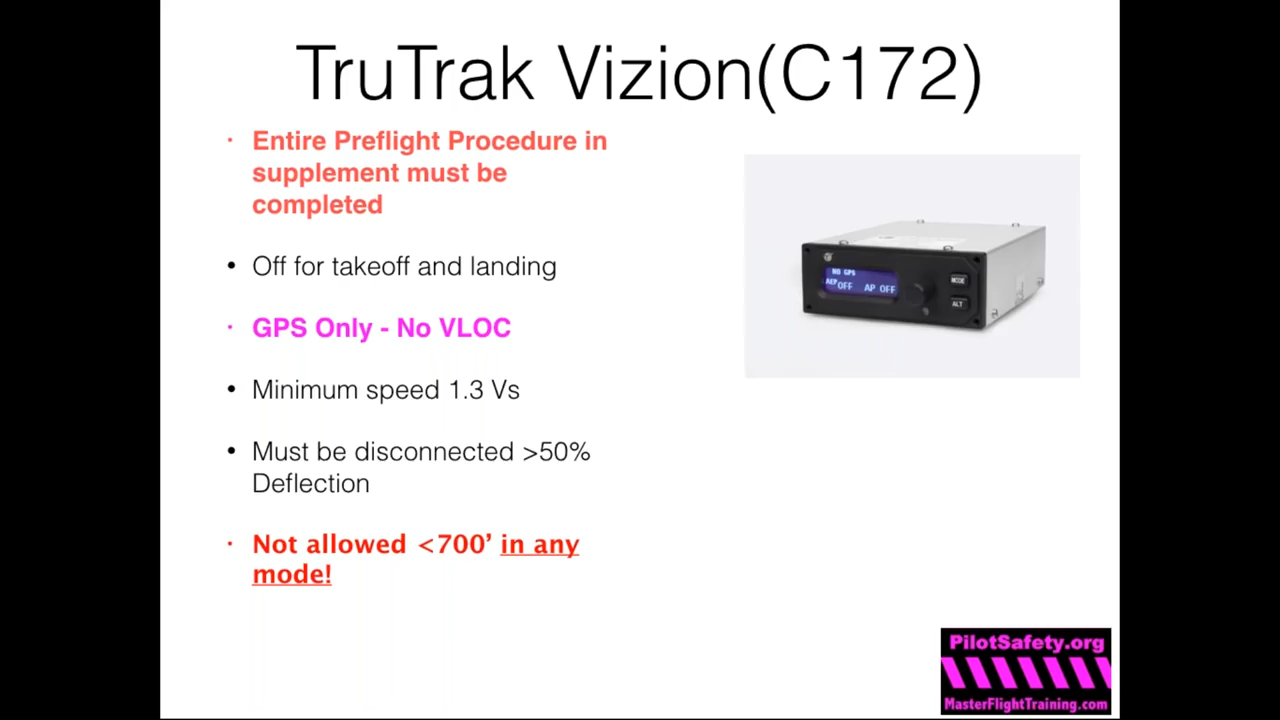 TruTrak Vizion(C172)
• Entire Preflight Procedure in
supplement must be
completed
• Off for takeoff and landing
• GPS Only - No VLOC
• Minimum speed 1.3 Vs
• Must be disconnected >50%
Deflection
• Not allowed <700’ in any
mode!
NO GPS
AEP OFF AP OFF
MODE
ALT
PilotSafety.org
MasterFlightTraining.com